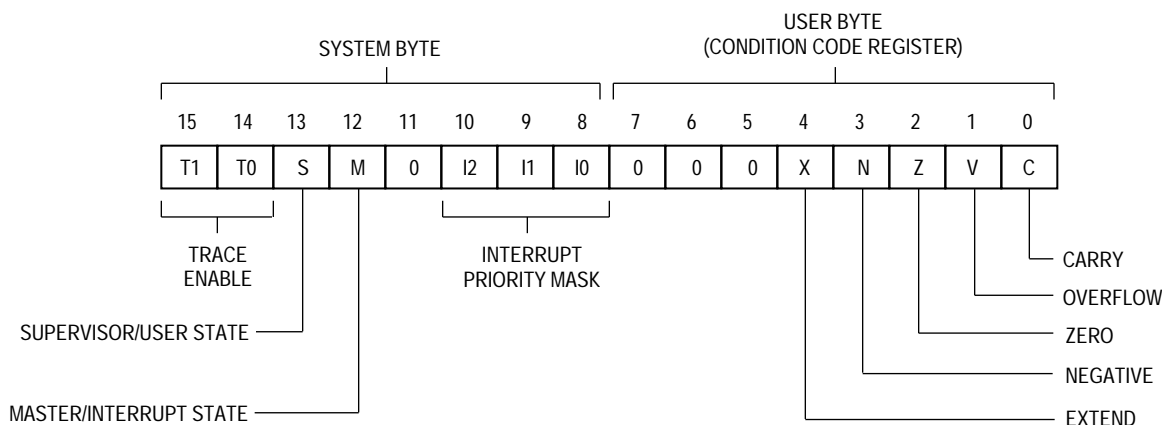 USER BYTE
SYSTEM BYTE (CONDITION CODE REGISTER)
15 14 13 12 11 10 9 8 7 6 5 4 3 2 1 0
T1 T0 S M 0 I2 I1 I0 0 0 0 X N Z V C
TRACE INTERRUPT
ENABLE PRIORITY MASK
CARRY
OVERFLOW
SUPERVISOR/USER STATE ZERO
NEGATIVE
MASTER/INTERRUPT STATE EXTEND